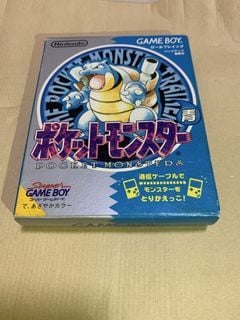 Nintendo
GAME BOY
ロールプレイング
THE POCKET MONSTER TRAINER
青
ポケットモンスター
POCKET MONSTERS
Super
GAME BOY
スーパーゲームボーイ
で、あざやかカラー
通信ケーブルで
モンスターを
とりかえっこ!